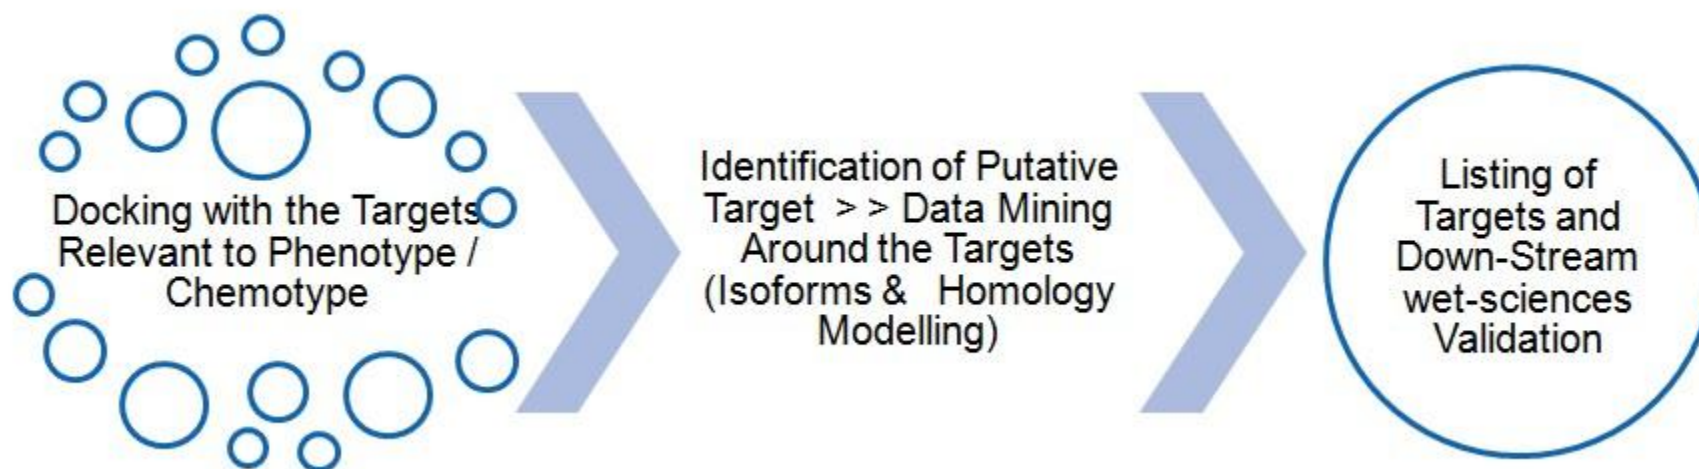 Docking with the Targets
Relevant to Phenotype /
Chemotype
Identification of Putative
Target > > Data Mining
Around the Targets
(Isoforms & Homology
Modelling)
Listing of
Targets and
Down-Stream
wet-sciences
Validation